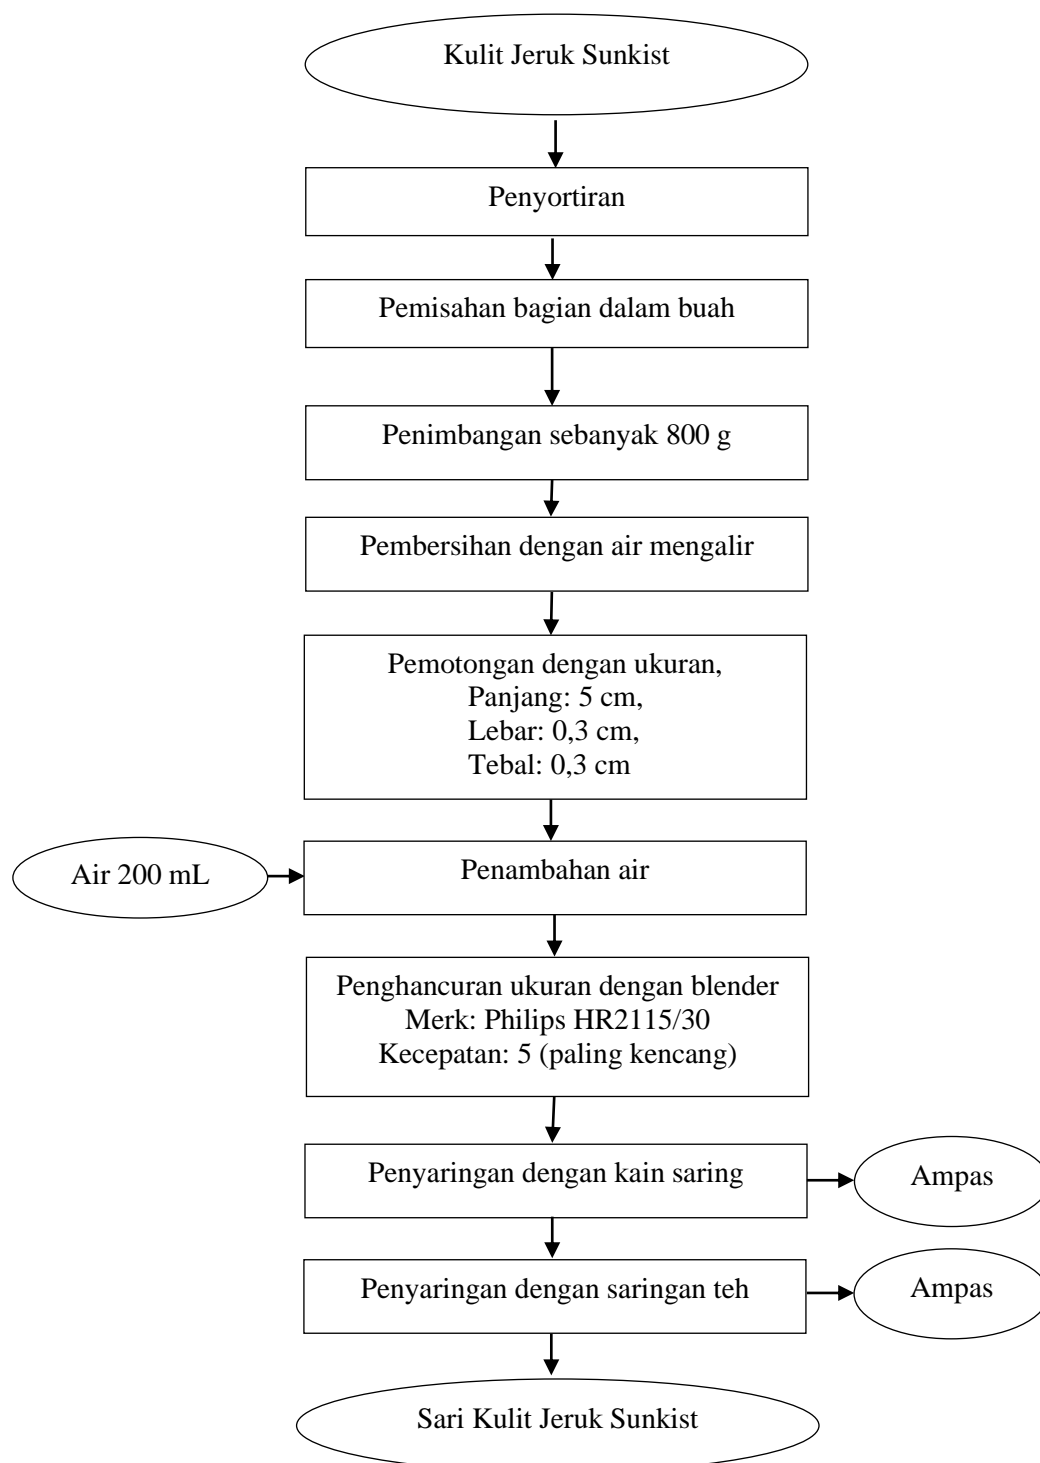 Kulit Jeruk Sunkist
Penyortiran
Pemisahan bagian dalam buah
Penimbangan sebanyak 800 g
Pembersihan dengan air mengalir
Pemotongan dengan ukuran,
Panjang: 5 cm,
Lebar: 0,3 cm,
Tebal: 0,3 cm
Air 200 mL
Penambahan air
Penghancuran ukuran dengan blender
Merk: Philips HR2115/30
Kecepatan: 5 (paling kencang)
Penyaringan dengan kain saring
Ampas
Penyaringan dengan saringan teh
Ampas
Sari Kulit Jeruk Sunkist